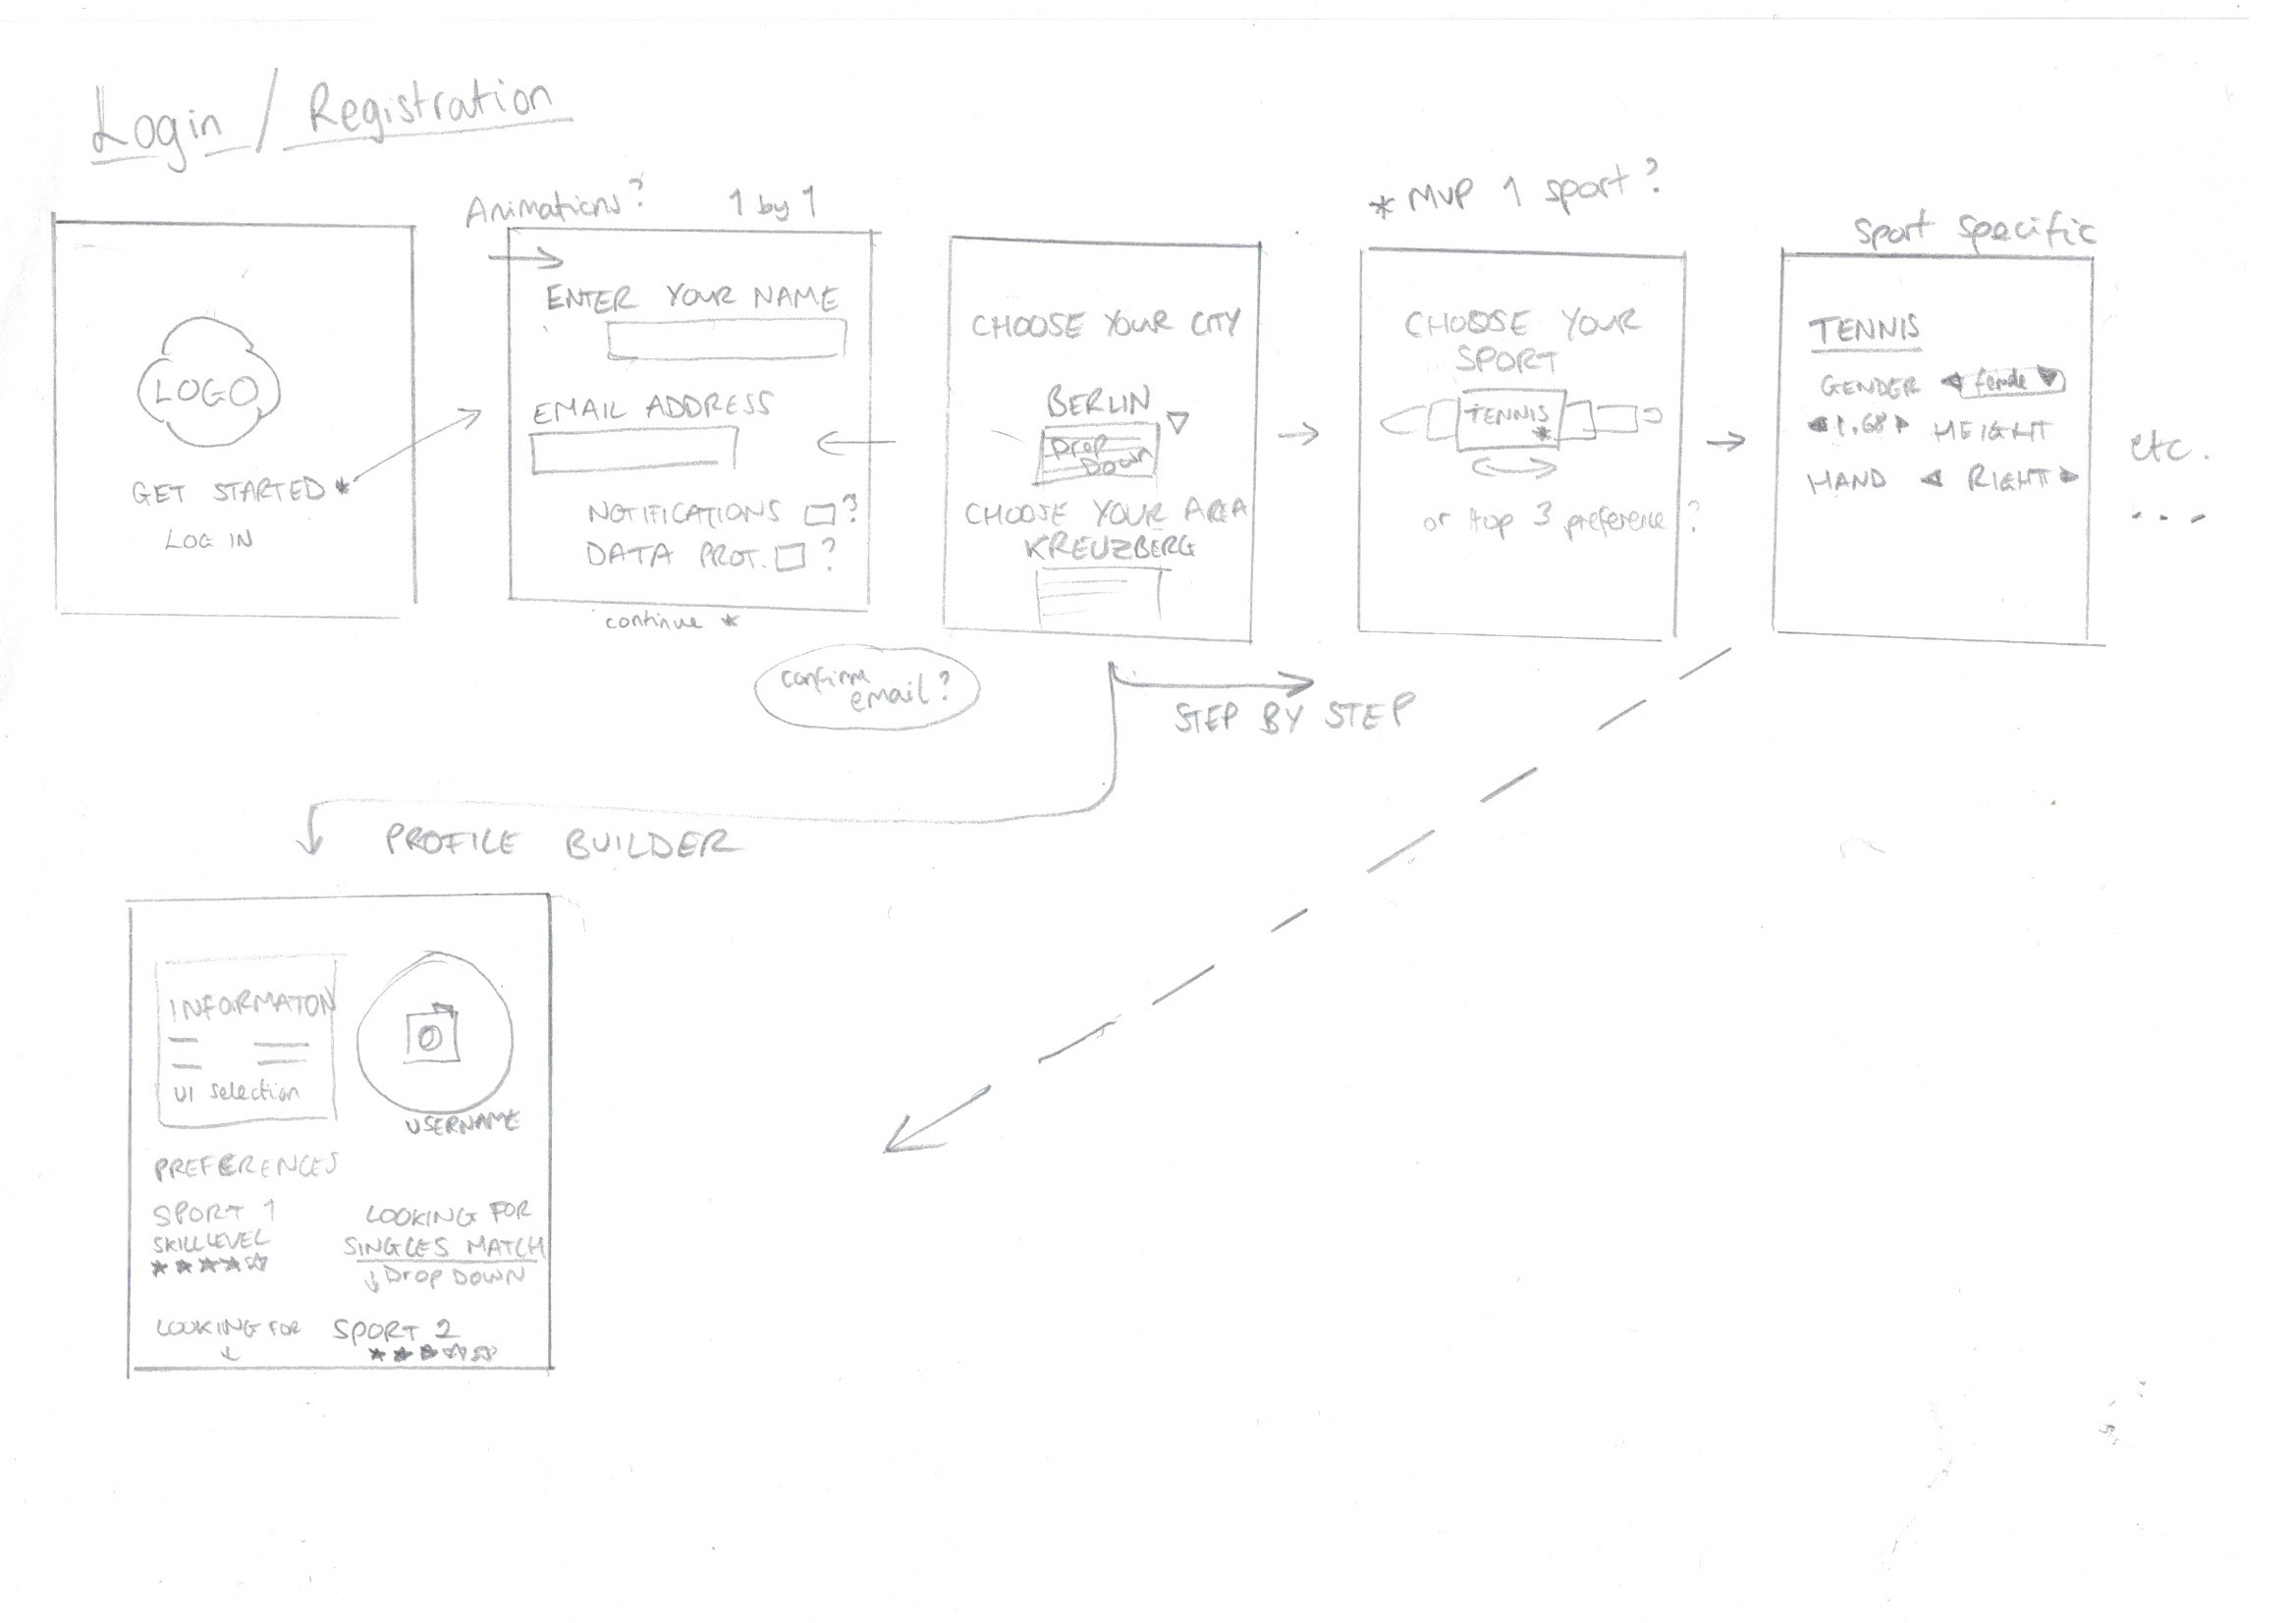 Login / Registration
Animations? 1 by 1
* MVP 1 sport?
Sport specific
LOGO
GET STARTED *
LOG IN
ENTER YOUR NAME
EMAIL ADDRESS
NOTIFICATIONS ?
DATA PROT. ?
continue *
confirm
email?
CHOOSE YOUR CITY
BERLIN
DROP
DOWN
CHOOSE YOUR AREA
KREUZBERG
CHOOSE YOUR
SPORT
TENNIS
*
or top 3 preference?
TENNIS
GENDER female
1.68 HEIGHT
HAND RIGHT
etc.
...
STEP BY STEP
PROFILE BUILDER
INFORMATON
UI selection
USERNAME
PREFERENCES
SPORT 1
SKILL LEVEL
★★★★☆
LOOKING FOR
SINGLES MATCH
↓ DROP DOWN
LOOKING FOR
↓
SPORT 2
★★★☆☆